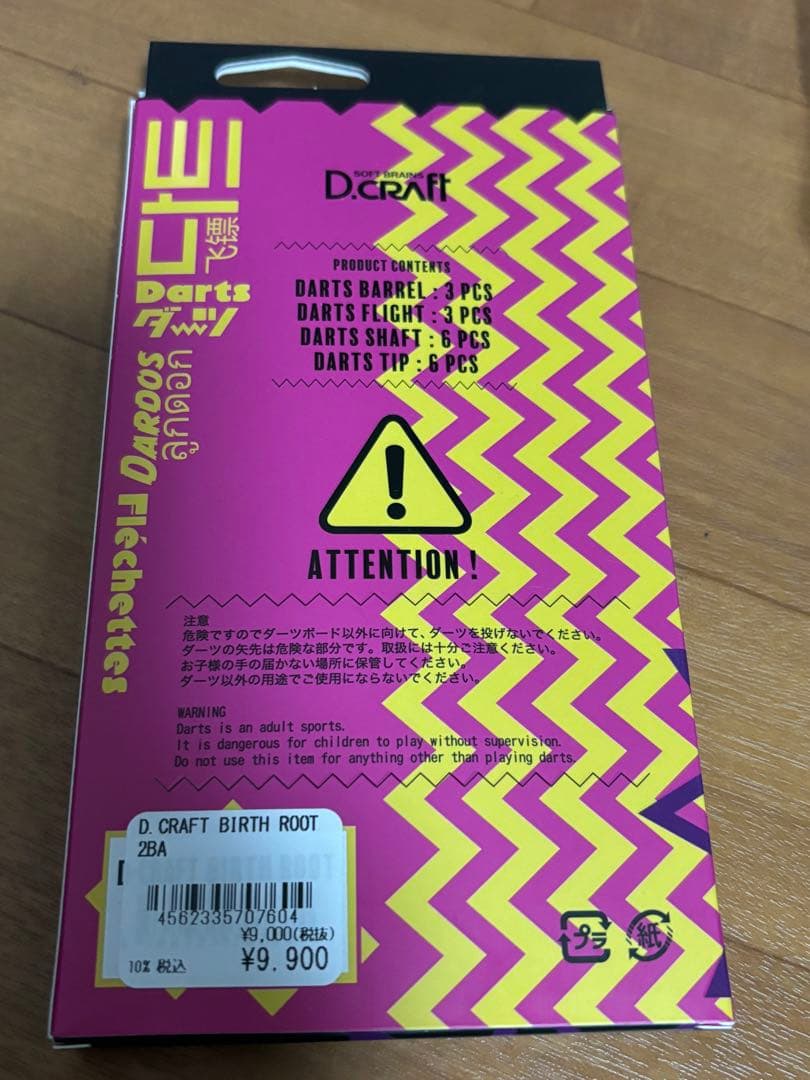 다트
飞镖
Darts
ダーツ
DARDOS
ลูกดอก
Fléchettes
SOFT BRAINS
D.CRAft
PRODUCT CONTENTS
DARTS BARREL : 3 PCS
DARTS FLIGHT : 3 PCS
DARTS SHAFT : 6 PCS
DARTS TIP : 6 PCS
!
ATTENTION !
注意
危険ですのでダーツボード以外に向けて、ダーツを投げないでください。
ダーツの矢先は危険な部分です。取扱には十分ご注意ください。
お子様の手の届かない場所に保管してください。
ダーツ以外の用途でご使用にならないでください。
WARNING
Darts is an adult sports.
It is dangerous for children to play without supervision.
Do not use this item for anything other than playing darts.
D.CRAFT BIRTH ROOT
2BA
4562335707604
¥9,000(税抜)
10% 税込 ¥9,900
プラ
紙